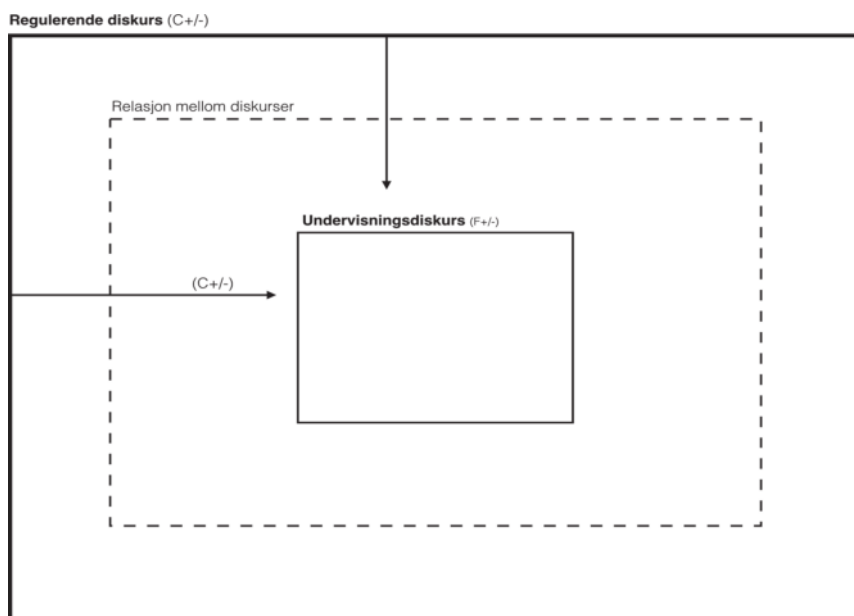 Regulerende diskurs (C+/-)
Relasjon mellom diskurser
Undervisningsdiskurs (F+/-)
(C+/-)